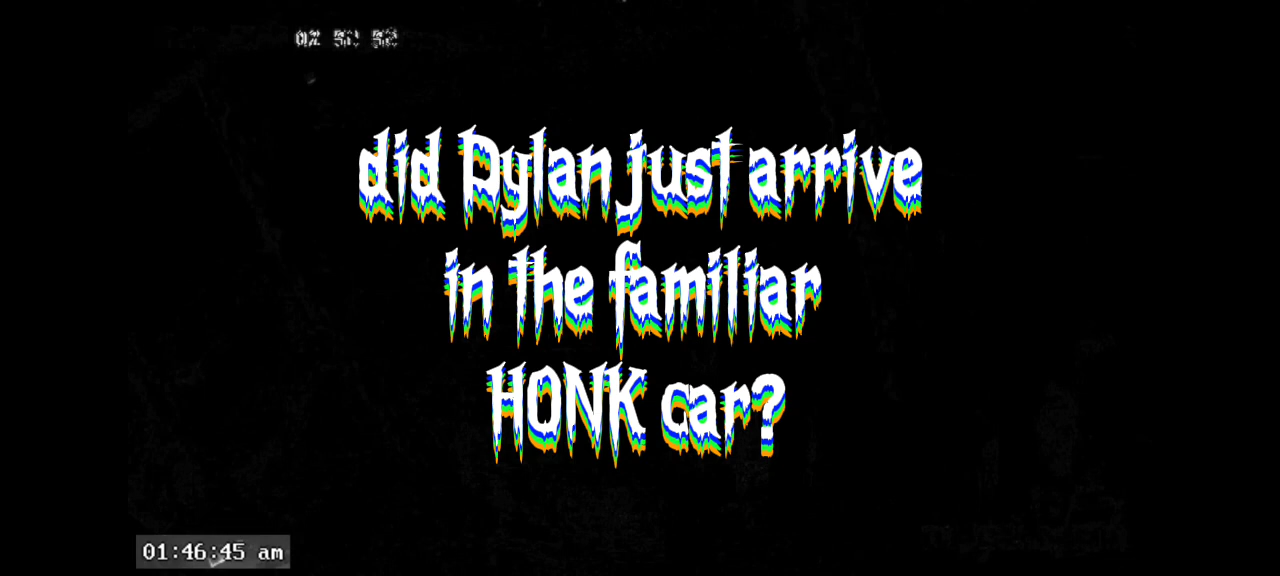 did Dylan just arrive
in the familiar
HONK car?
01:46:45 am